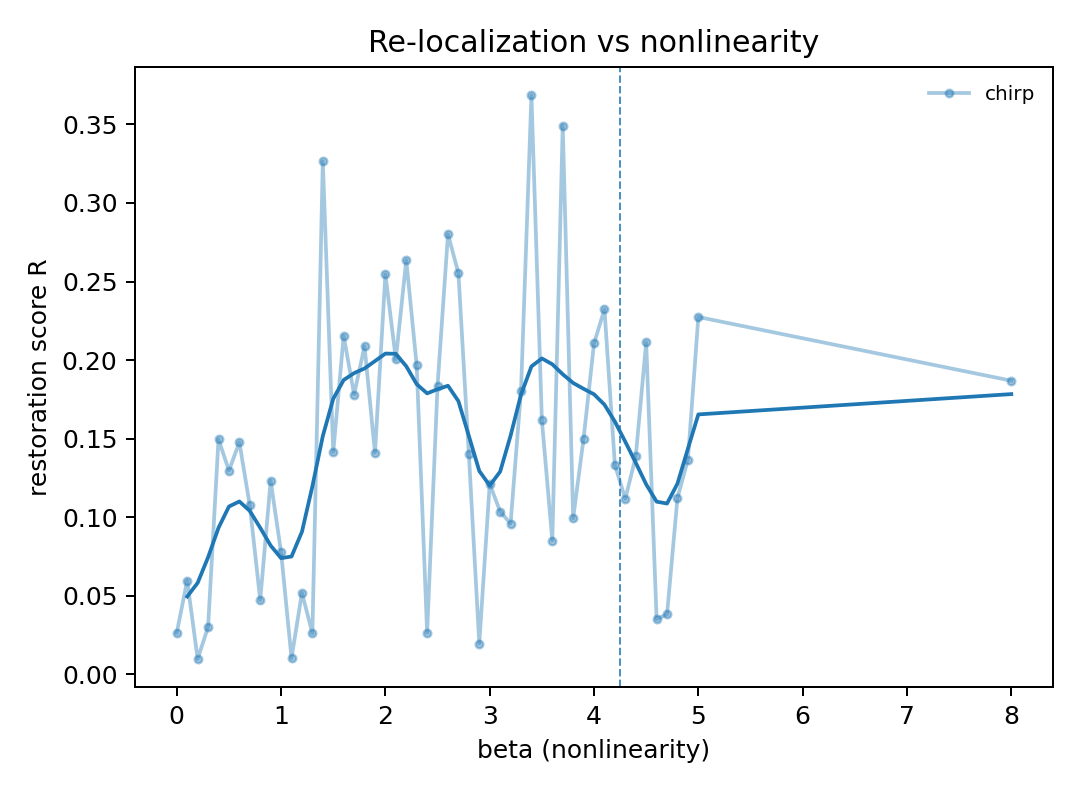 Re-localization vs nonlinearity
chirp
restoration score R
0.35
0.30
0.25
0.20
0.15
0.10
0.05
0.00
0 1 2 3 4 5 6 7 8
beta (nonlinearity)